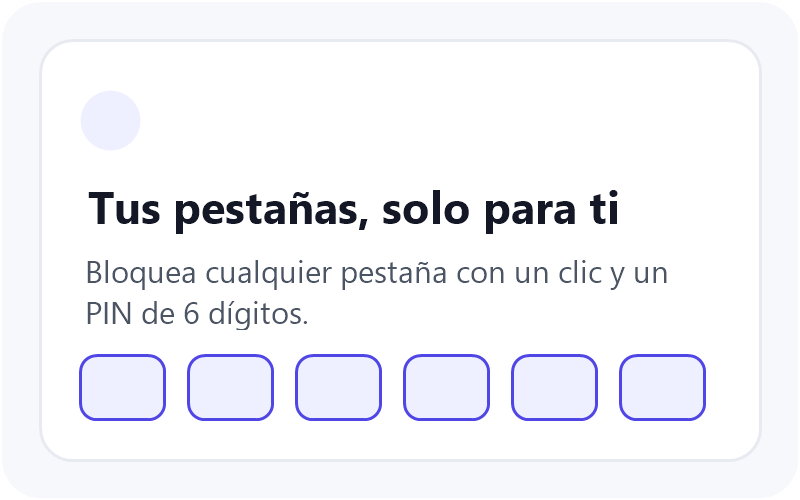 Tus pestañas, solo para ti
Bloquea cualquier pestaña con un clic y un
PIN de 6 dígitos.